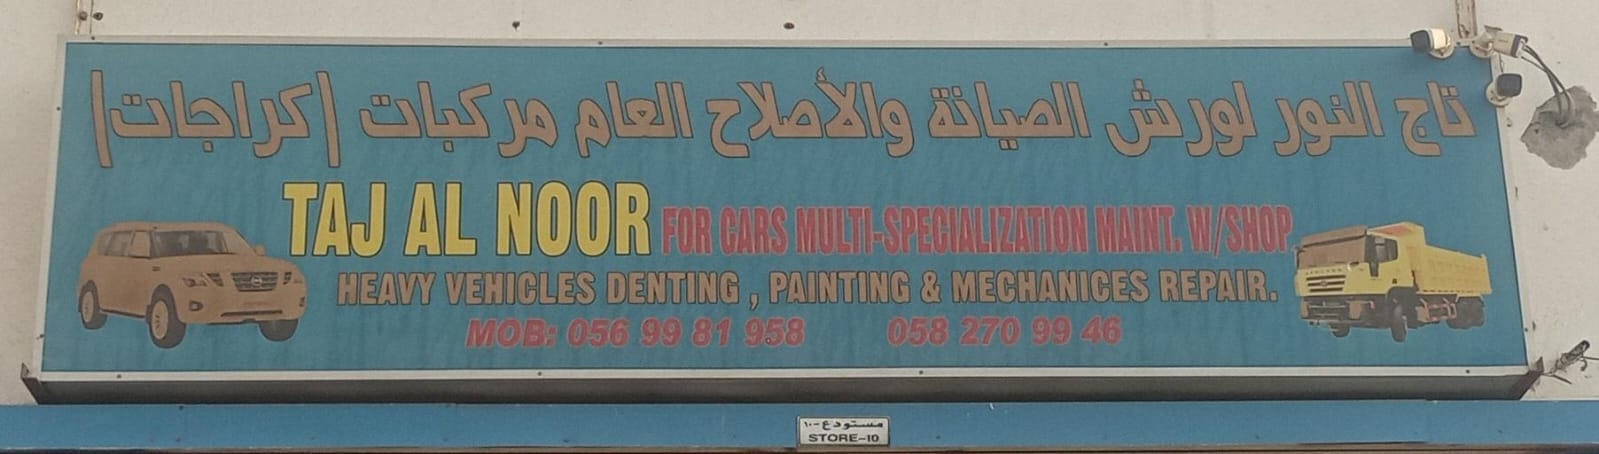 تاج النور لورش الصيانة والأصلاح العام مركبات (كراجات)
TAJ AL NOOR FOR CARS MULTI-SPECIALIZATION MAINT. W/SHOP
HEAVY VEHICLES DENTING , PAINTING & MECHANICES REPAIR.
MOB: 056 99 81 958 058 270 99 46
مستودع-١٠
STORE-10